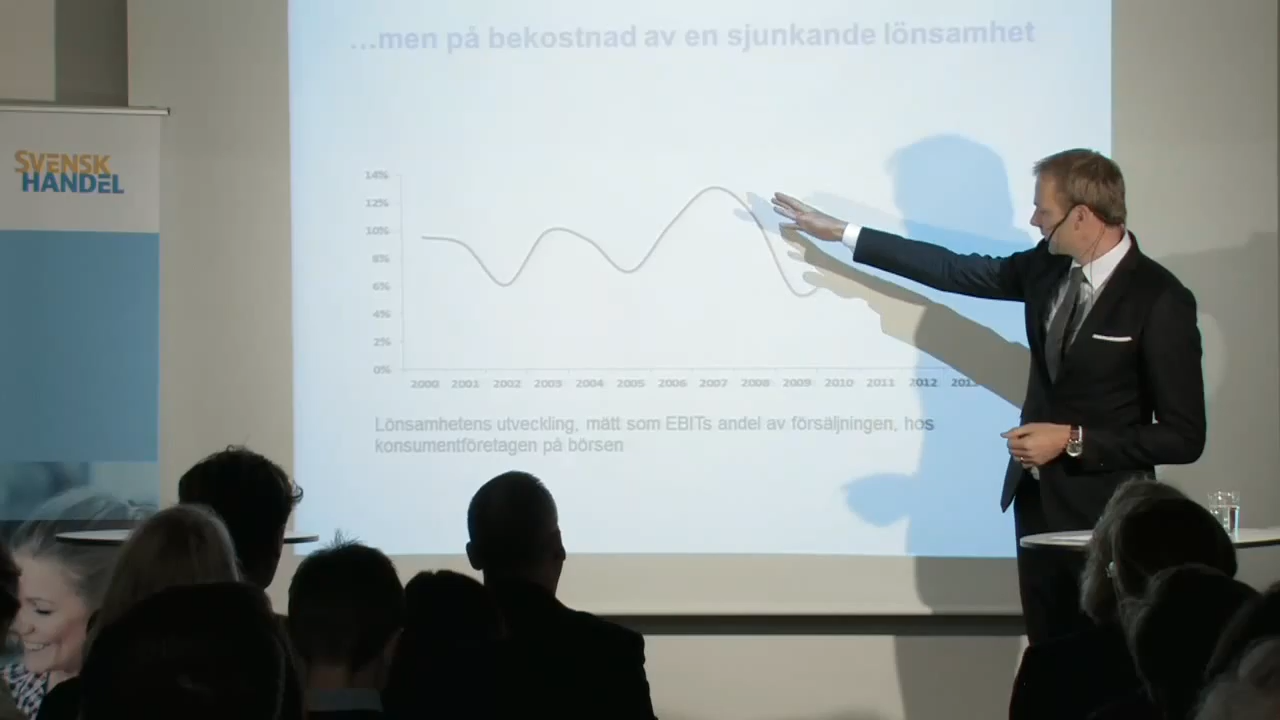 …men på bekostnad av en sjunkande lönsamhet
SVENSK
HANDEL
14%
12%
10%
8%
6%
4%
2%
0%
2000 2001 2002 2003 2004 2005 2006 2007 2008 2009 2010 2011 2012
Lönsamhetens utveckling, mätt som EBITs andel av försäljningen, hos
konsumentföretagen på börsen